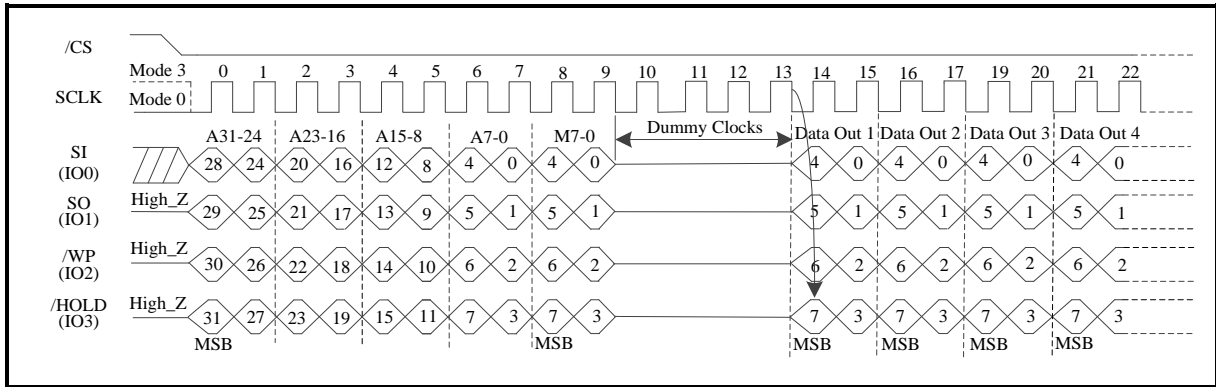 /CS
Mode 3 0 1 2 3 4 5 6 7 8 9 10 11 12 13 14 15 16 17 19 20 21 22
SCLK Mode 0
A31-24 A23-16 A15-8 A7-0 M7-0 Dummy Clocks Data Out 1 Data Out 2 Data Out 3 Data Out 4
SI
(IO0)
28 24 20 16 12 8 4 0 4 0 4 0 4 0 4 0 4 0
SO
(IO1)
High_Z 29 25 21 17 13 9 5 1 5 1 5 1 5 1 5 1 5 1
/WP
(IO2)
High_Z 30 26 22 18 14 10 6 2 6 2 6 2 6 2 6 2 6 2
/HOLD
(IO3)
High_Z 31 27 23 19 15 11 7 3 7 3 7 3 7 3 7 3 7 3
MSB MSB MSB MSB MSB MSB